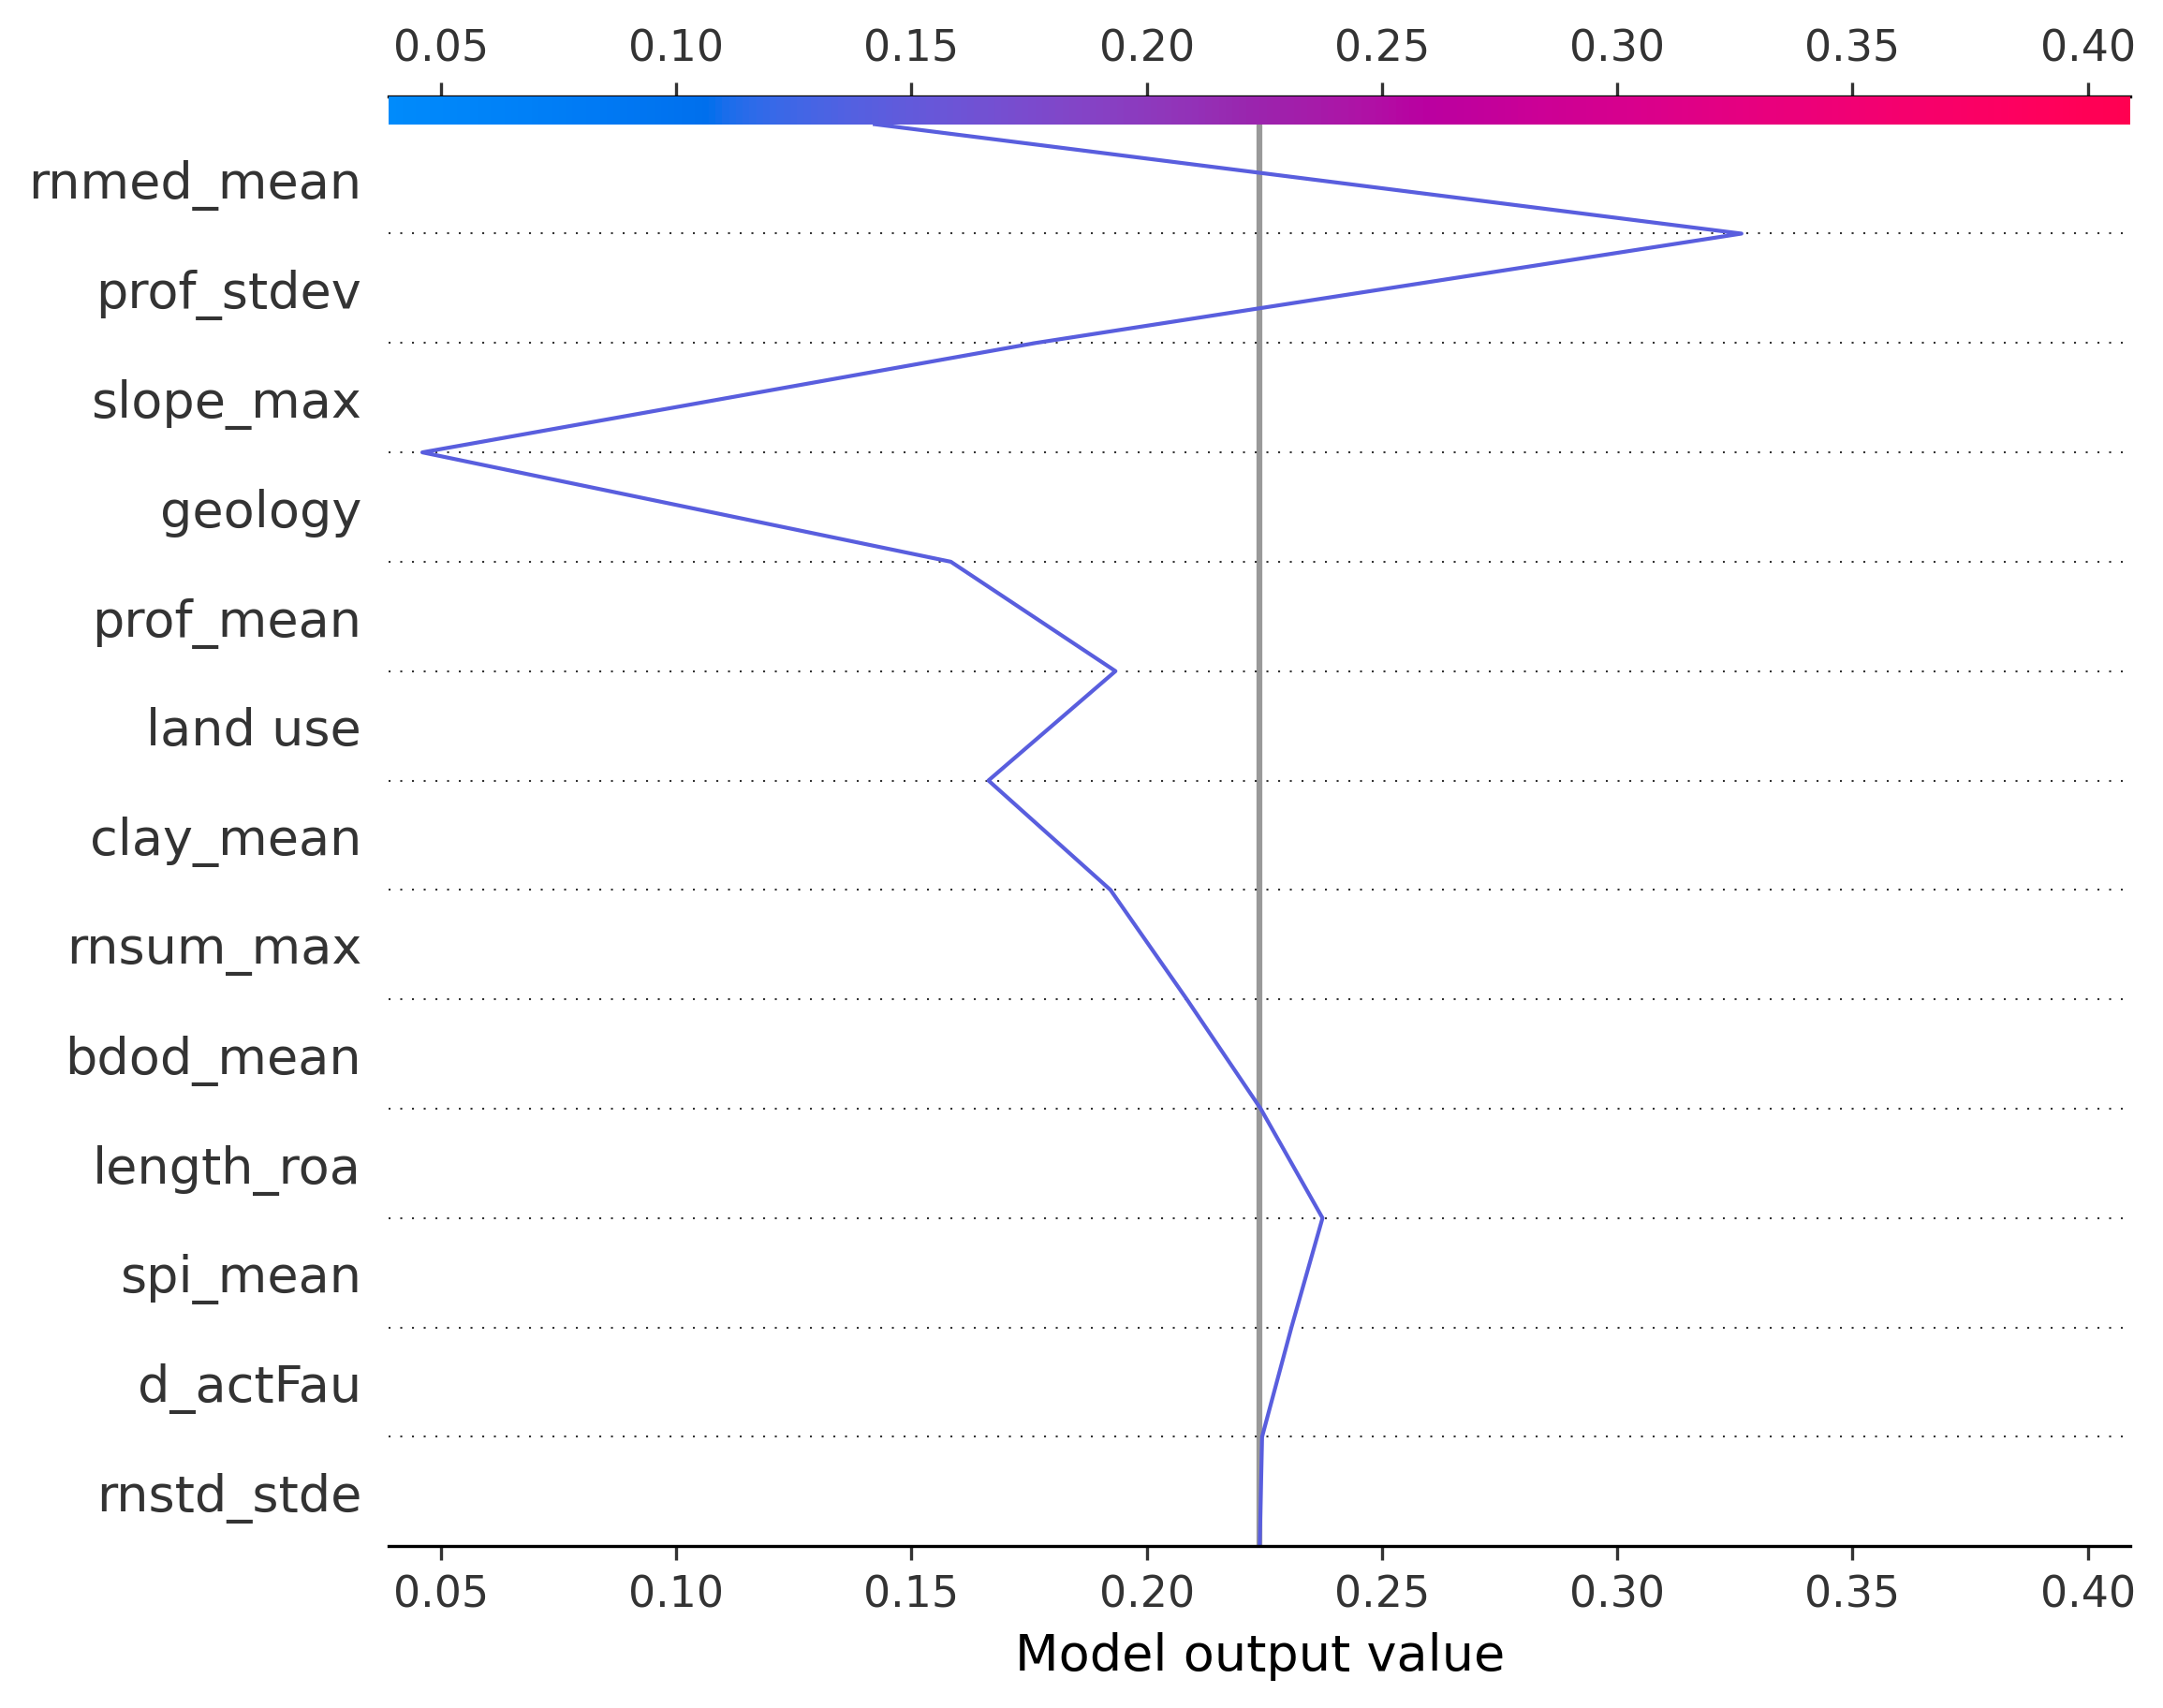 0.05 0.10 0.15 0.20 0.25 0.30 0.35 0.40
rnmed_mean
prof_stdev
slope_max
geology
prof_mean
land use
clay_mean
rnsum_max
bdod_mean
length_roa
spi_mean
d_actFau
rnstd_stde
0.05 0.10 0.15 0.20 0.25 0.30 0.35 0.40
Model output value